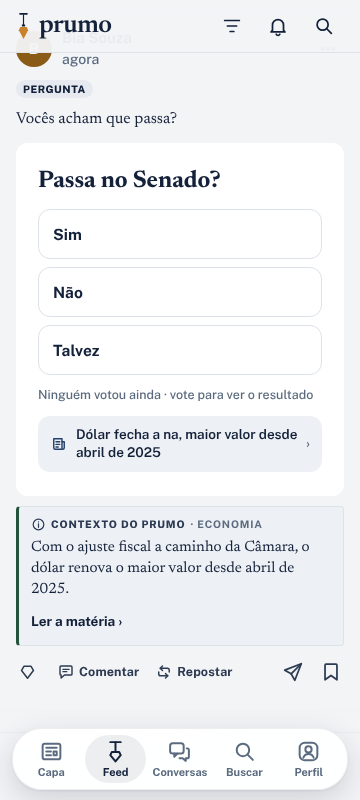 prumo
Bia Souza
agora
PERGUNTA
Vocês acham que passa?
Passa no Senado?
Sim
Não
Talvez
Ninguém votou ainda · vote para ver o resultado
Dólar fecha a na, maior valor desde
abril de 2025 ›
CONTEXTO DO PRUMO · ECONOMIA
Com o ajuste fiscal a caminho da Câmara, o
dólar renova o maior valor desde abril de
2025.
Ler a matéria ›
Comentar Repostar
Capa Feed Conversas Buscar Perfil